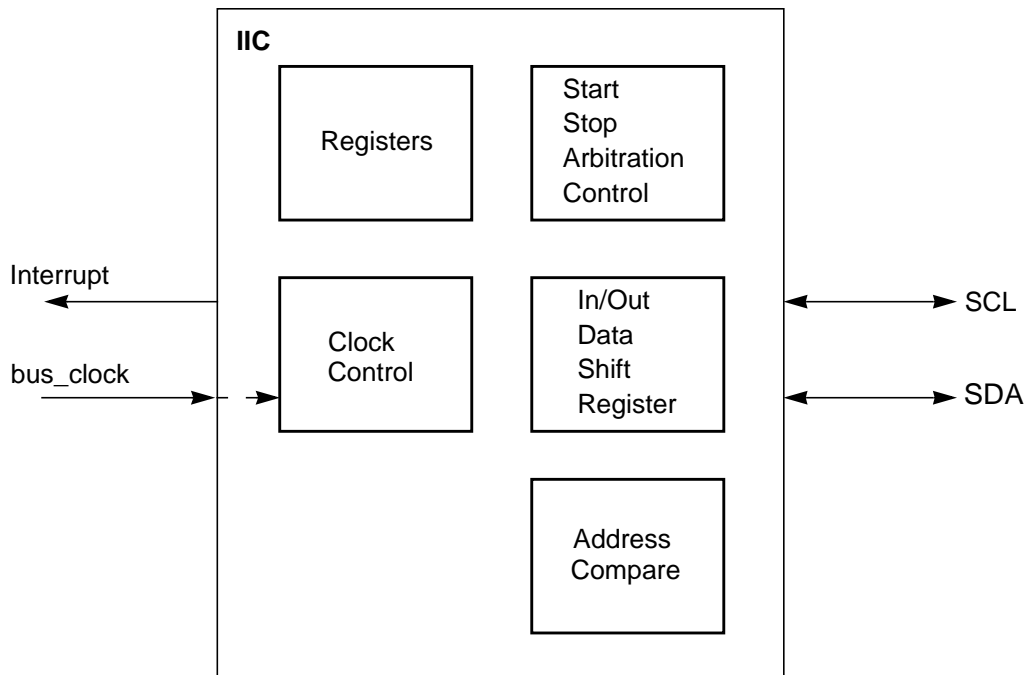 IIC
Registers
Start
Stop
Arbitration
Control
Interrupt
bus_clock
Clock
Control
In/Out
Data
Shift
Register
SCL
SDA
Address
Compare